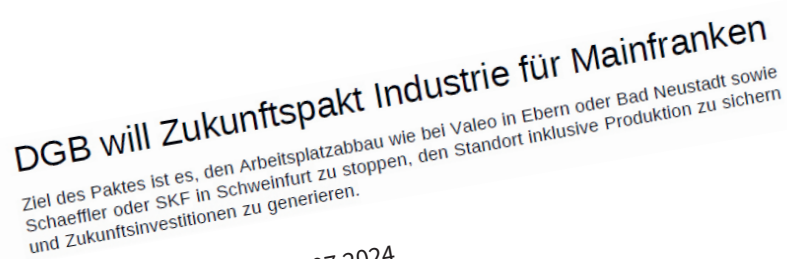 DGB will Zukunftspakt Industrie für Mainfranken
Ziel des Paktes ist es, den Arbeitsplatzabbau wie bei Valeo in Ebern oder Bad Neustadt sowie
Schaeffler oder SKF in Schweinfurt zu stoppen, den Standort inklusive Produktion zu sichern
und Zukunftsinvestitionen zu generieren.
2024